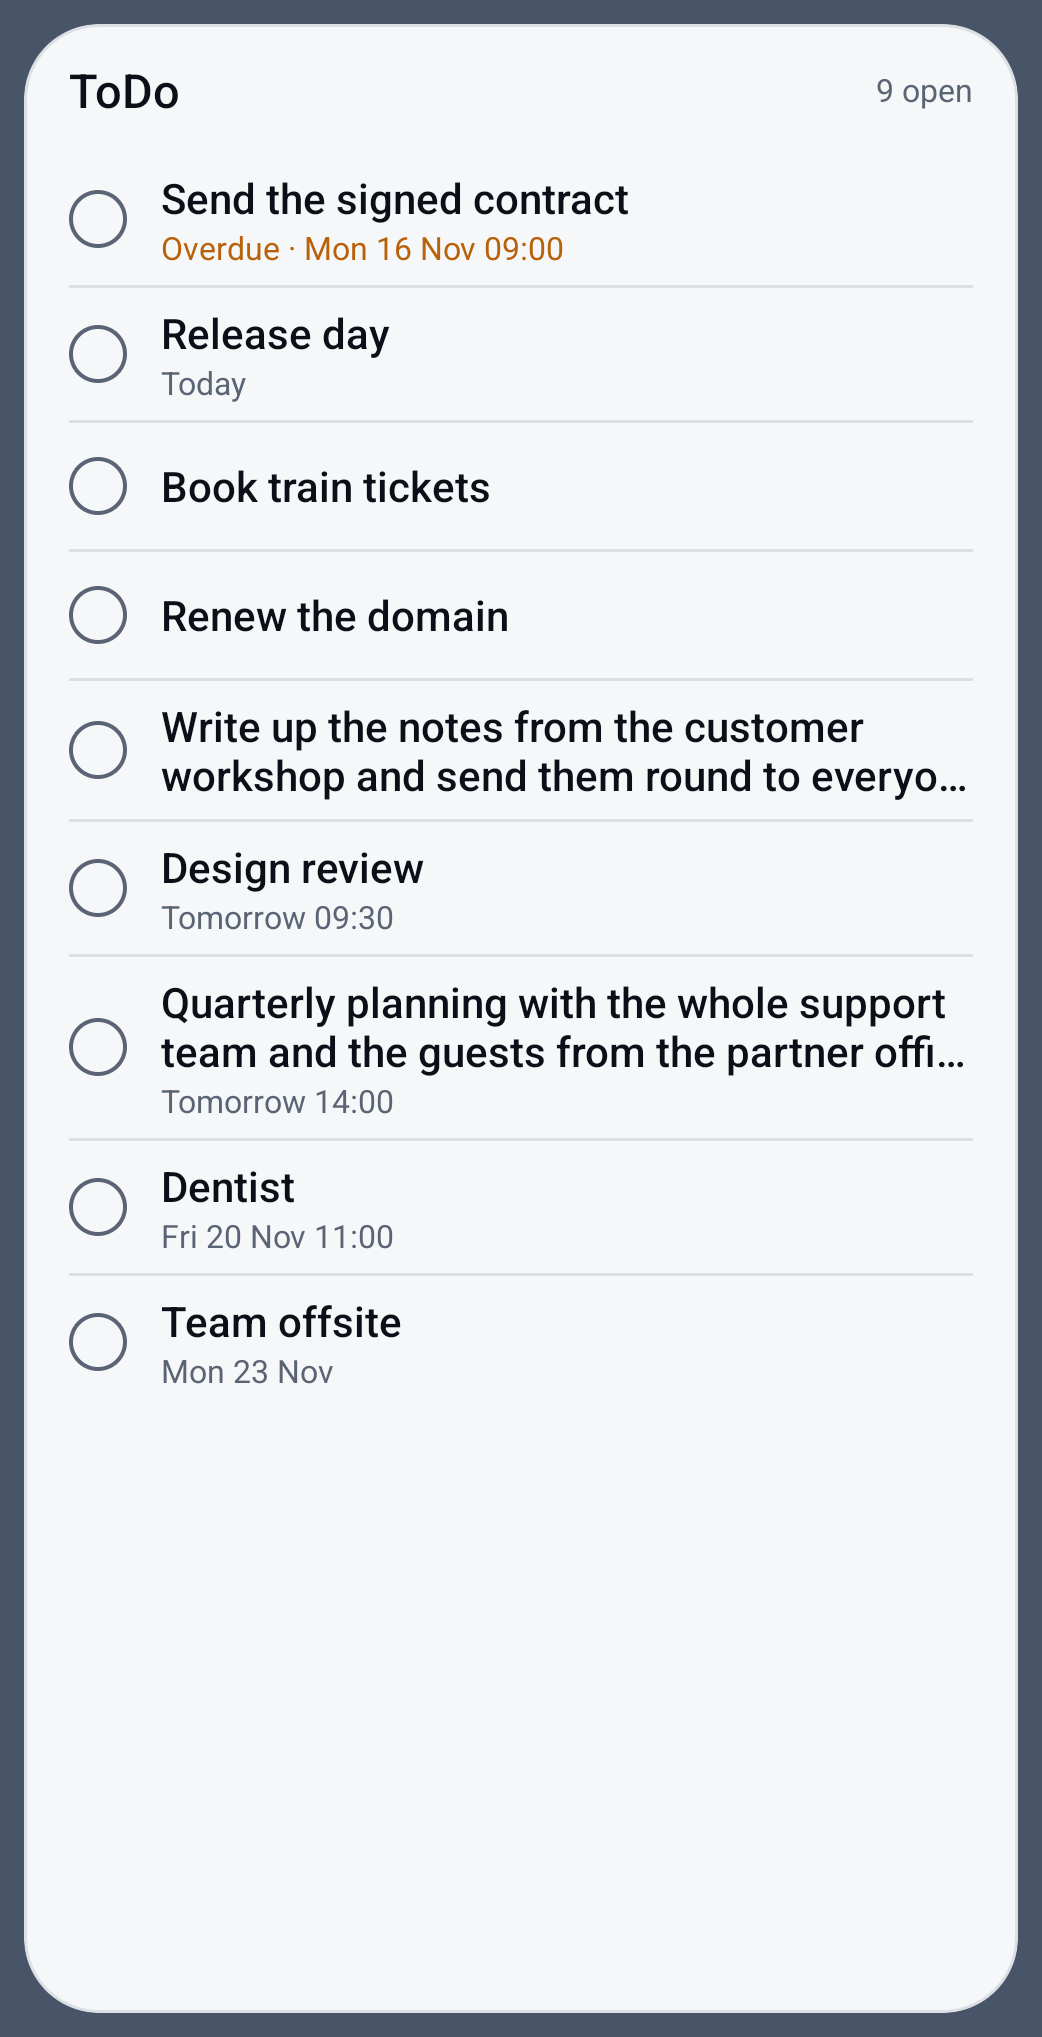 ToDo
9 open
Send the signed contract
Overdue · Mon 16 Nov 09:00
Release day
Today
Book train tickets
Renew the domain
Write up the notes from the customer
workshop and send them round to everyo…
Design review
Tomorrow 09:30
Quarterly planning with the whole support
team and the guests from the partner offi…
Tomorrow 14:00
Dentist
Fri 20 Nov 11:00
Team offsite
Mon 23 Nov